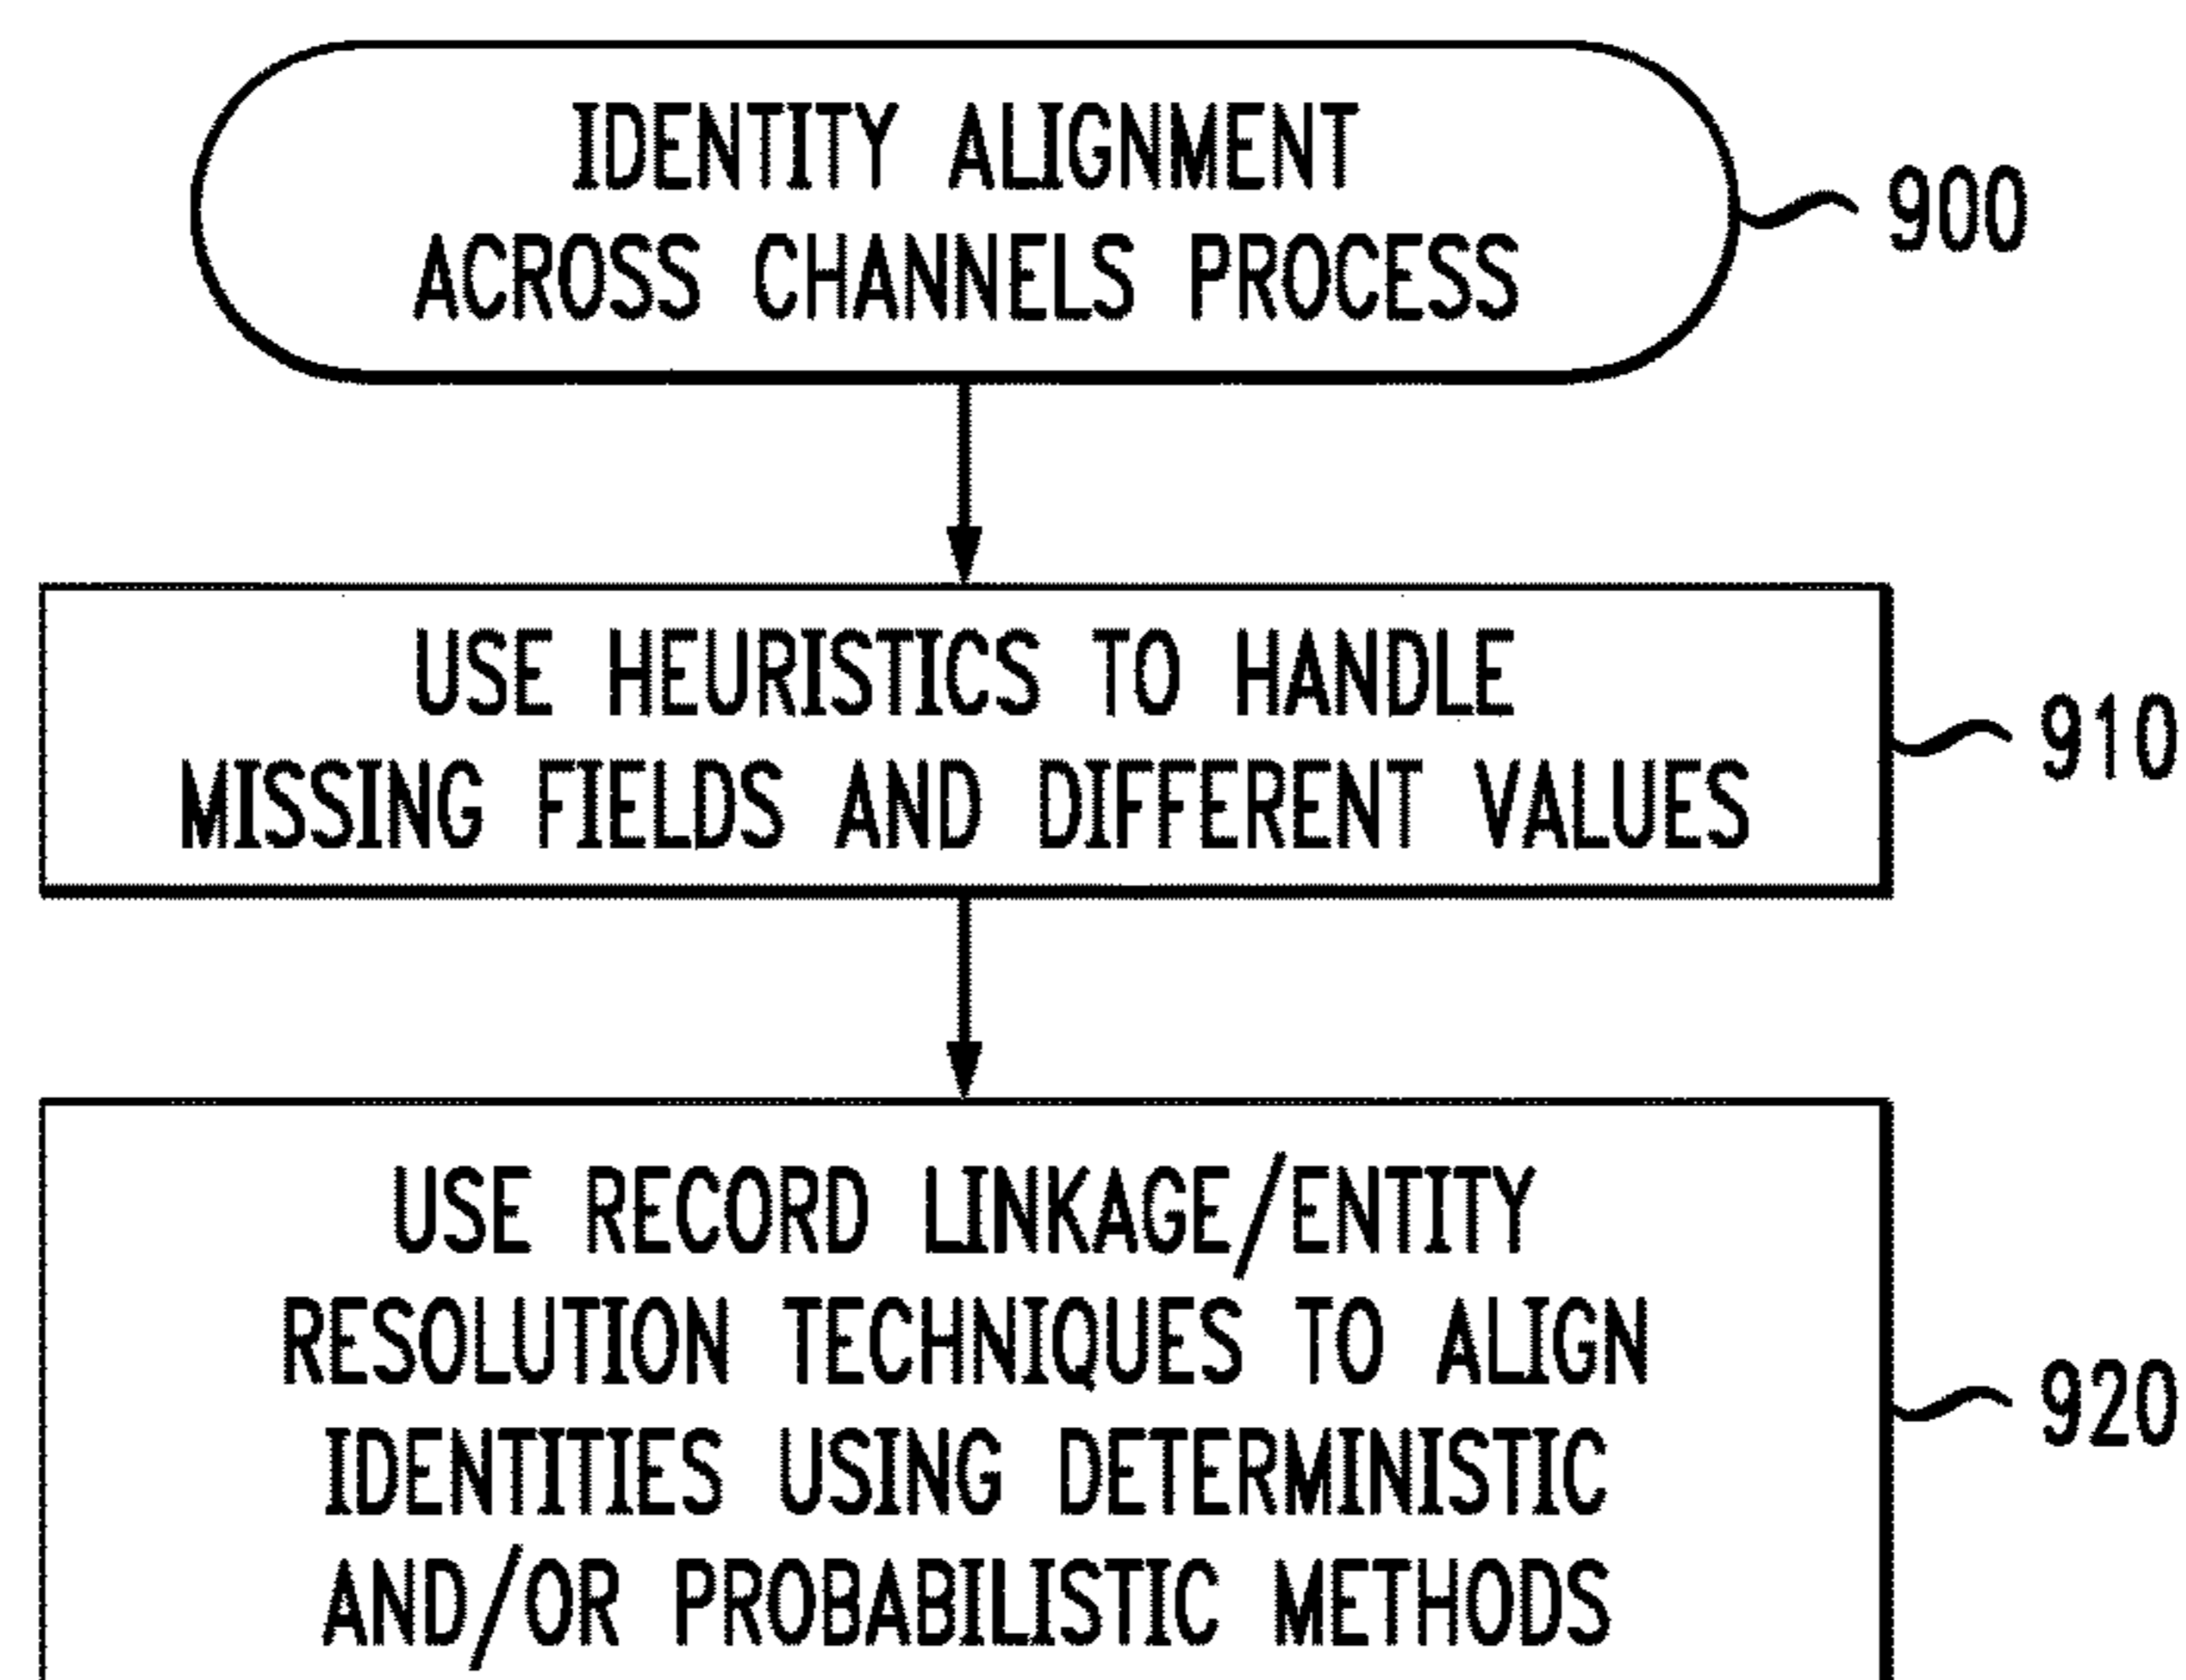 IDENTITY ALIGNMENT
ACROSS CHANNELS PROCESS
900
USE HEURISTICS TO HANDLE
MISSING FIELDS AND DIFFERENT VALUES
910
USE RECORD LINKAGE/ENTITY
RESOLUTION TECHNIQUES TO ALIGN
IDENTITIES USING DETERMINISTIC
AND/OR PROBABILISTIC METHODS
920